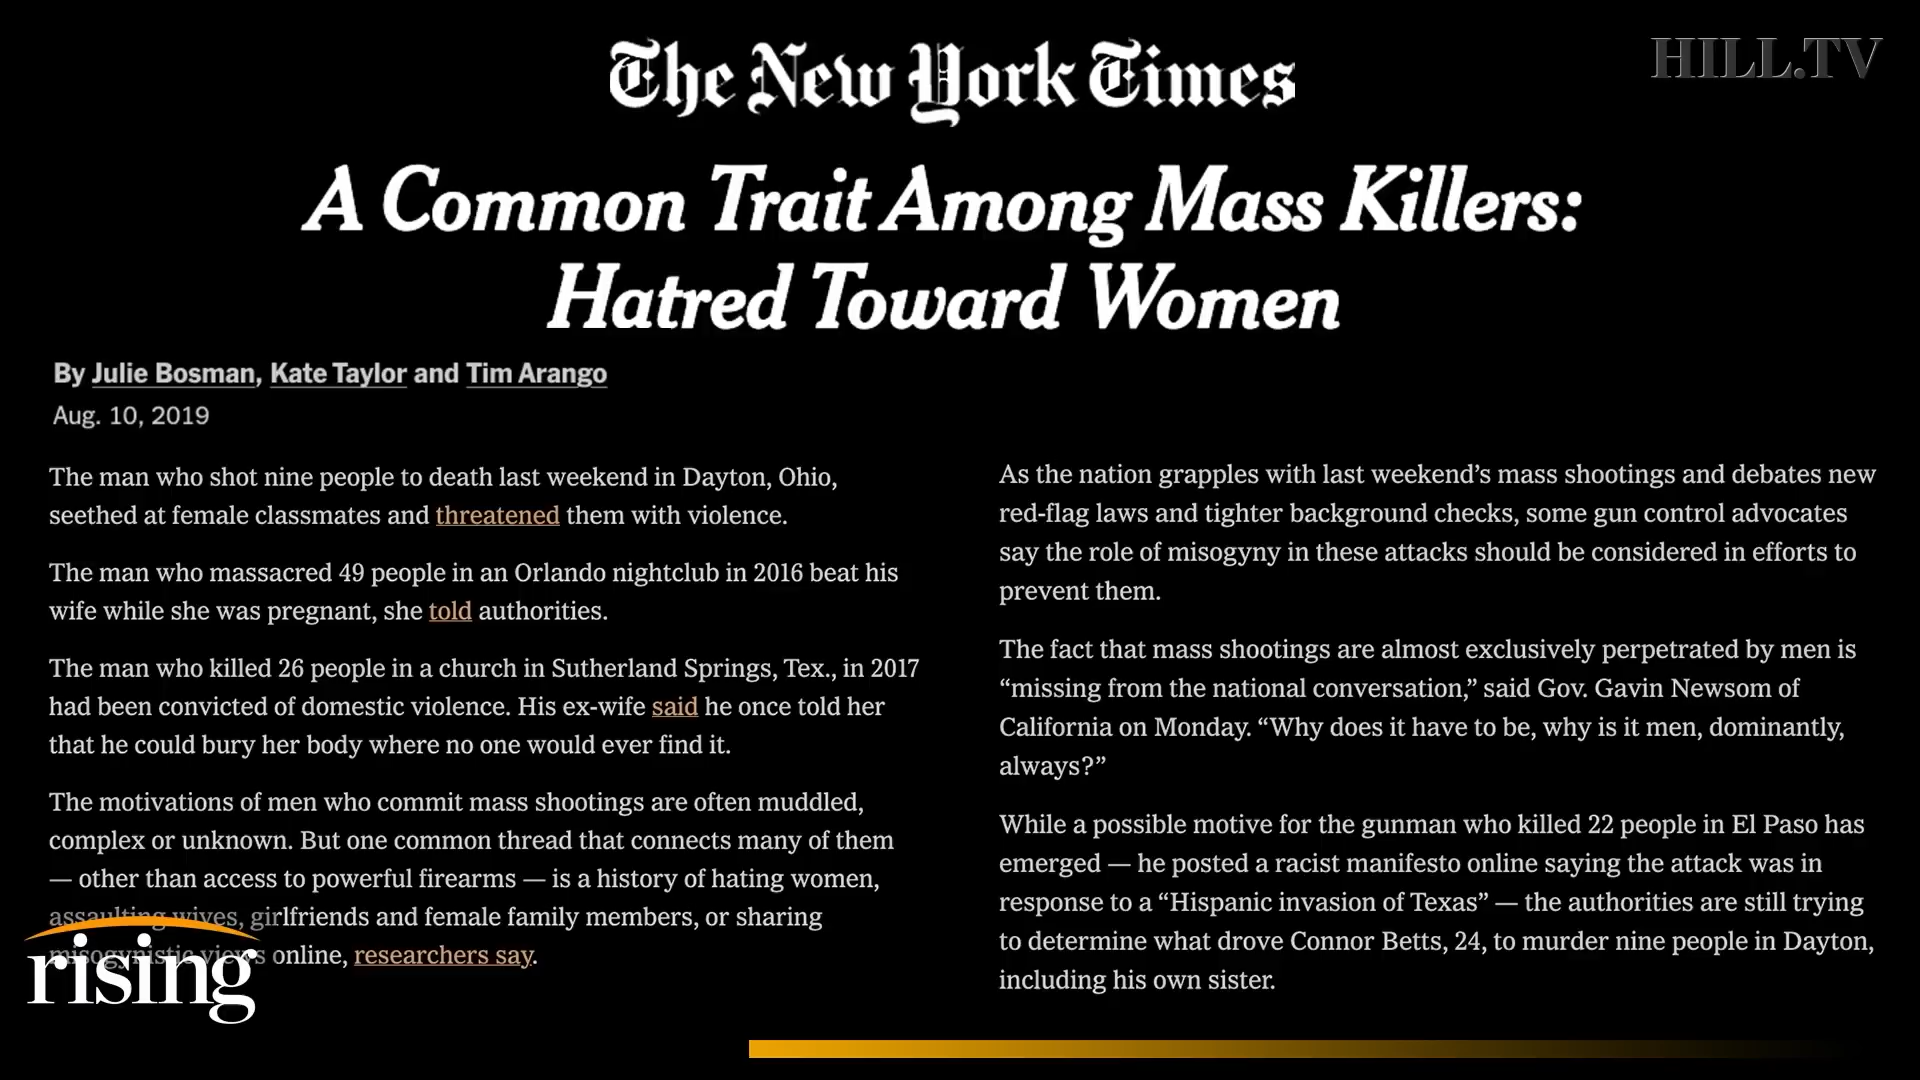 The New York Times
HILL.TV
A Common Trait Among Mass Killers:
Hatred Toward Women
By Julie Bosman, Kate Taylor and Tim Arango
Aug. 10, 2019
The man who shot nine people to death last weekend in Dayton, Ohio,
seethed at female classmates and threatened them with violence.
The man who massacred 49 people in an Orlando nightclub in 2016 beat his
wife while she was pregnant, she told authorities.
The man who killed 26 people in a church in Sutherland Springs, Tex., in 2017
had been convicted of domestic violence. His ex-wife said he once told her
that he could bury her body where no one would ever find it.
The motivations of men who commit mass shootings are often muddled,
complex or unknown. But one common thread that connects many of them
— other than access to powerful firearms — is a history of hating women,
assaulting wives, girlfriends and female family members, or sharing
misogynistic views online, researchers say.
As the nation grapples with last weekend’s mass shootings and debates new
red-flag laws and tighter background checks, some gun control advocates
say the role of misogyny in these attacks should be considered in efforts to
prevent them.
The fact that mass shootings are almost exclusively perpetrated by men is
“missing from the national conversation,” said Gov. Gavin Newsom of
California on Monday. “Why does it have to be, why is it men, dominantly,
always?”
While a possible motive for the gunman who killed 22 people in El Paso has
emerged — he posted a racist manifesto online saying the attack was in
response to a “Hispanic invasion of Texas” — the authorities are still trying
to determine what drove Connor Betts, 24, to murder nine people in Dayton,
including his own sister.
rising